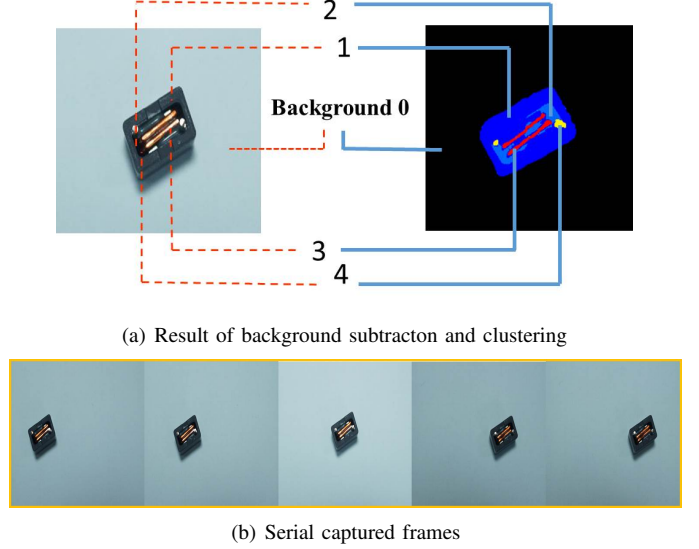 2
1
Background 0
3
4
(a) Result of background subtracton and clustering
(b) Serial captured frames